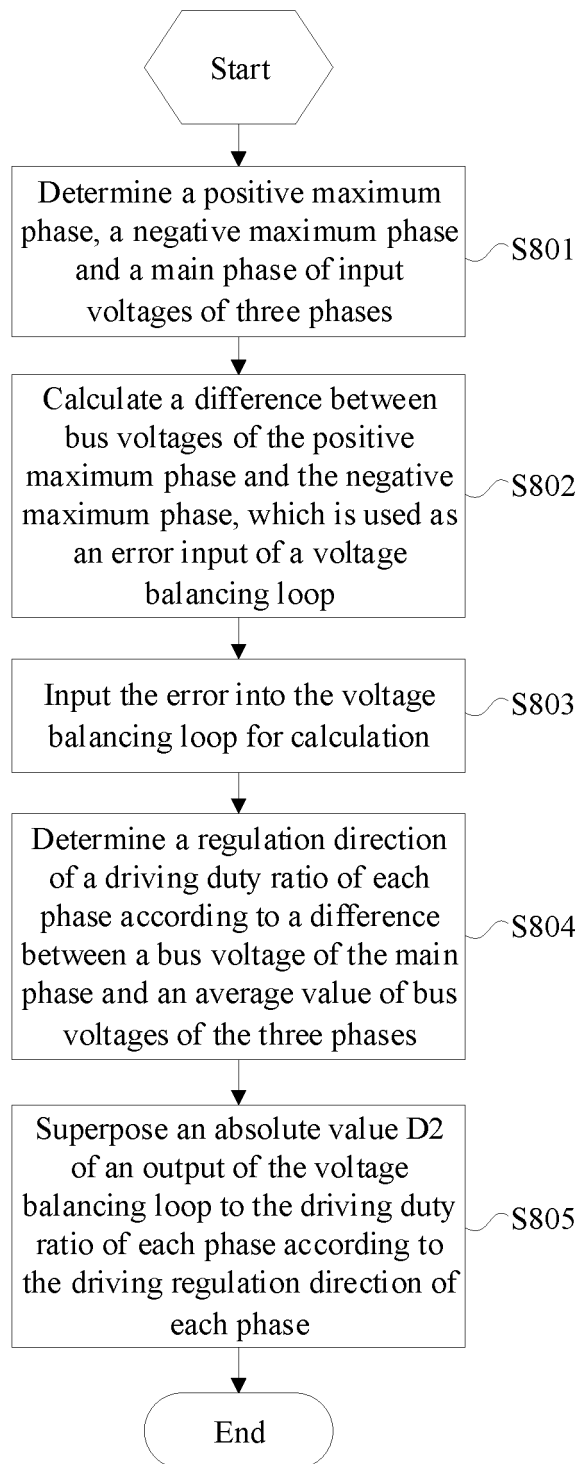 Start
Determine a positive maximum
phase, a negative maximum phase
and a main phase of input
voltages of three phases
S801
Calculate a difference between
bus voltages of the positive
maximum phase and the negative
maximum phase, which is used as
an error input of a voltage
balancing loop
S802
Input the error into the voltage
balancing loop for calculation
S803
Determine a regulation direction
of a driving duty ratio of each
phase according to a difference
between a bus voltage of the main
phase and an average value of bus
voltages of the three phases
S804
Superpose an absolute value D2
of an output of the voltage
balancing loop to the driving duty
ratio of each phase according to
the driving regulation direction of
each phase
S805
End